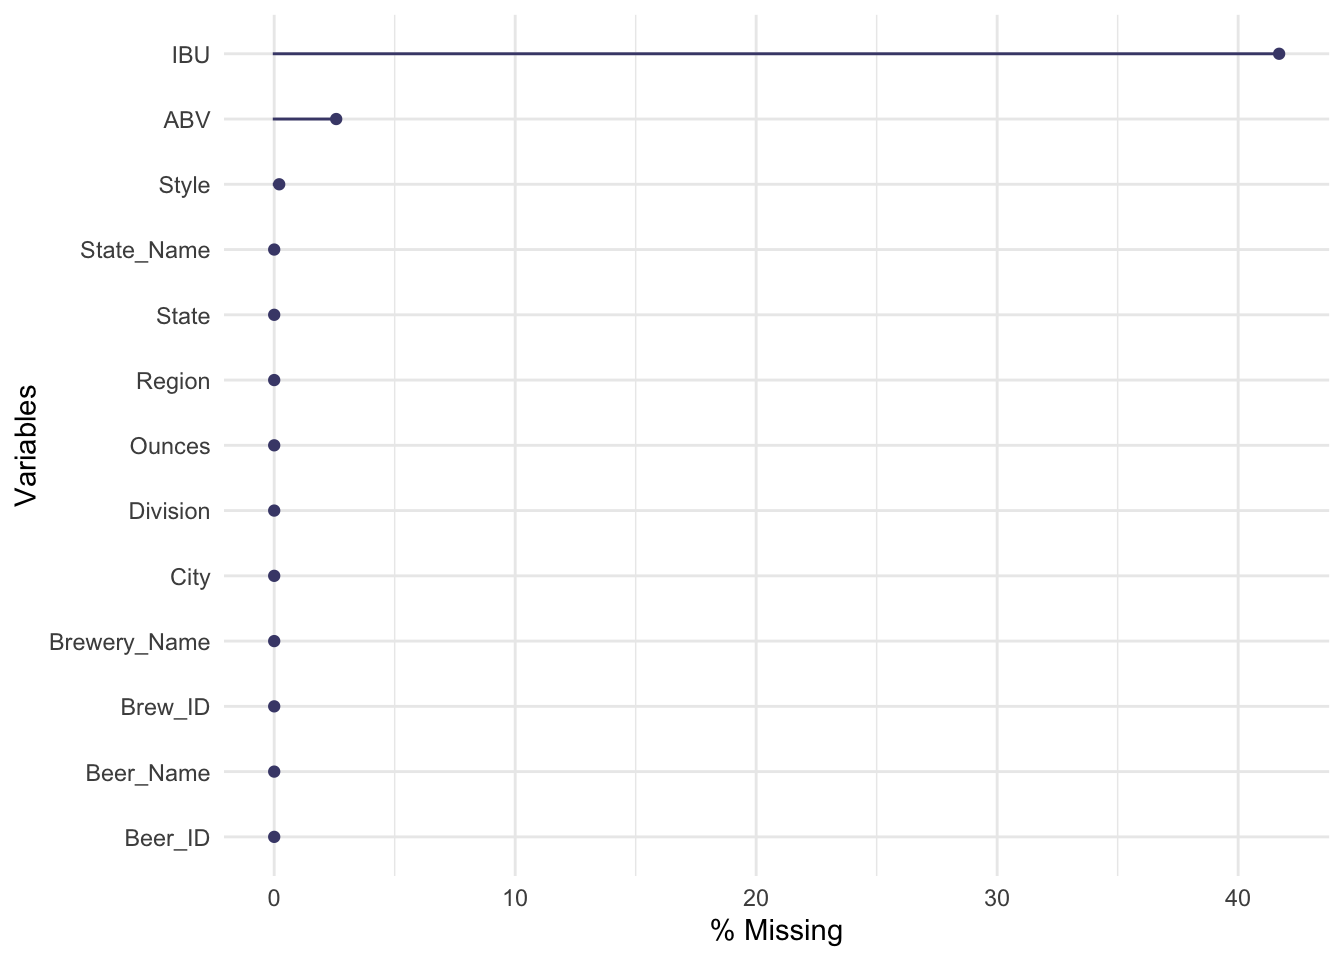 IBU
ABV
Style
State_Name
State
Region
Ounces
Division
City
Brewery_Name
Brew_ID
Beer_Name
Beer_ID
Variables
0 10 20 30 40
% Missing